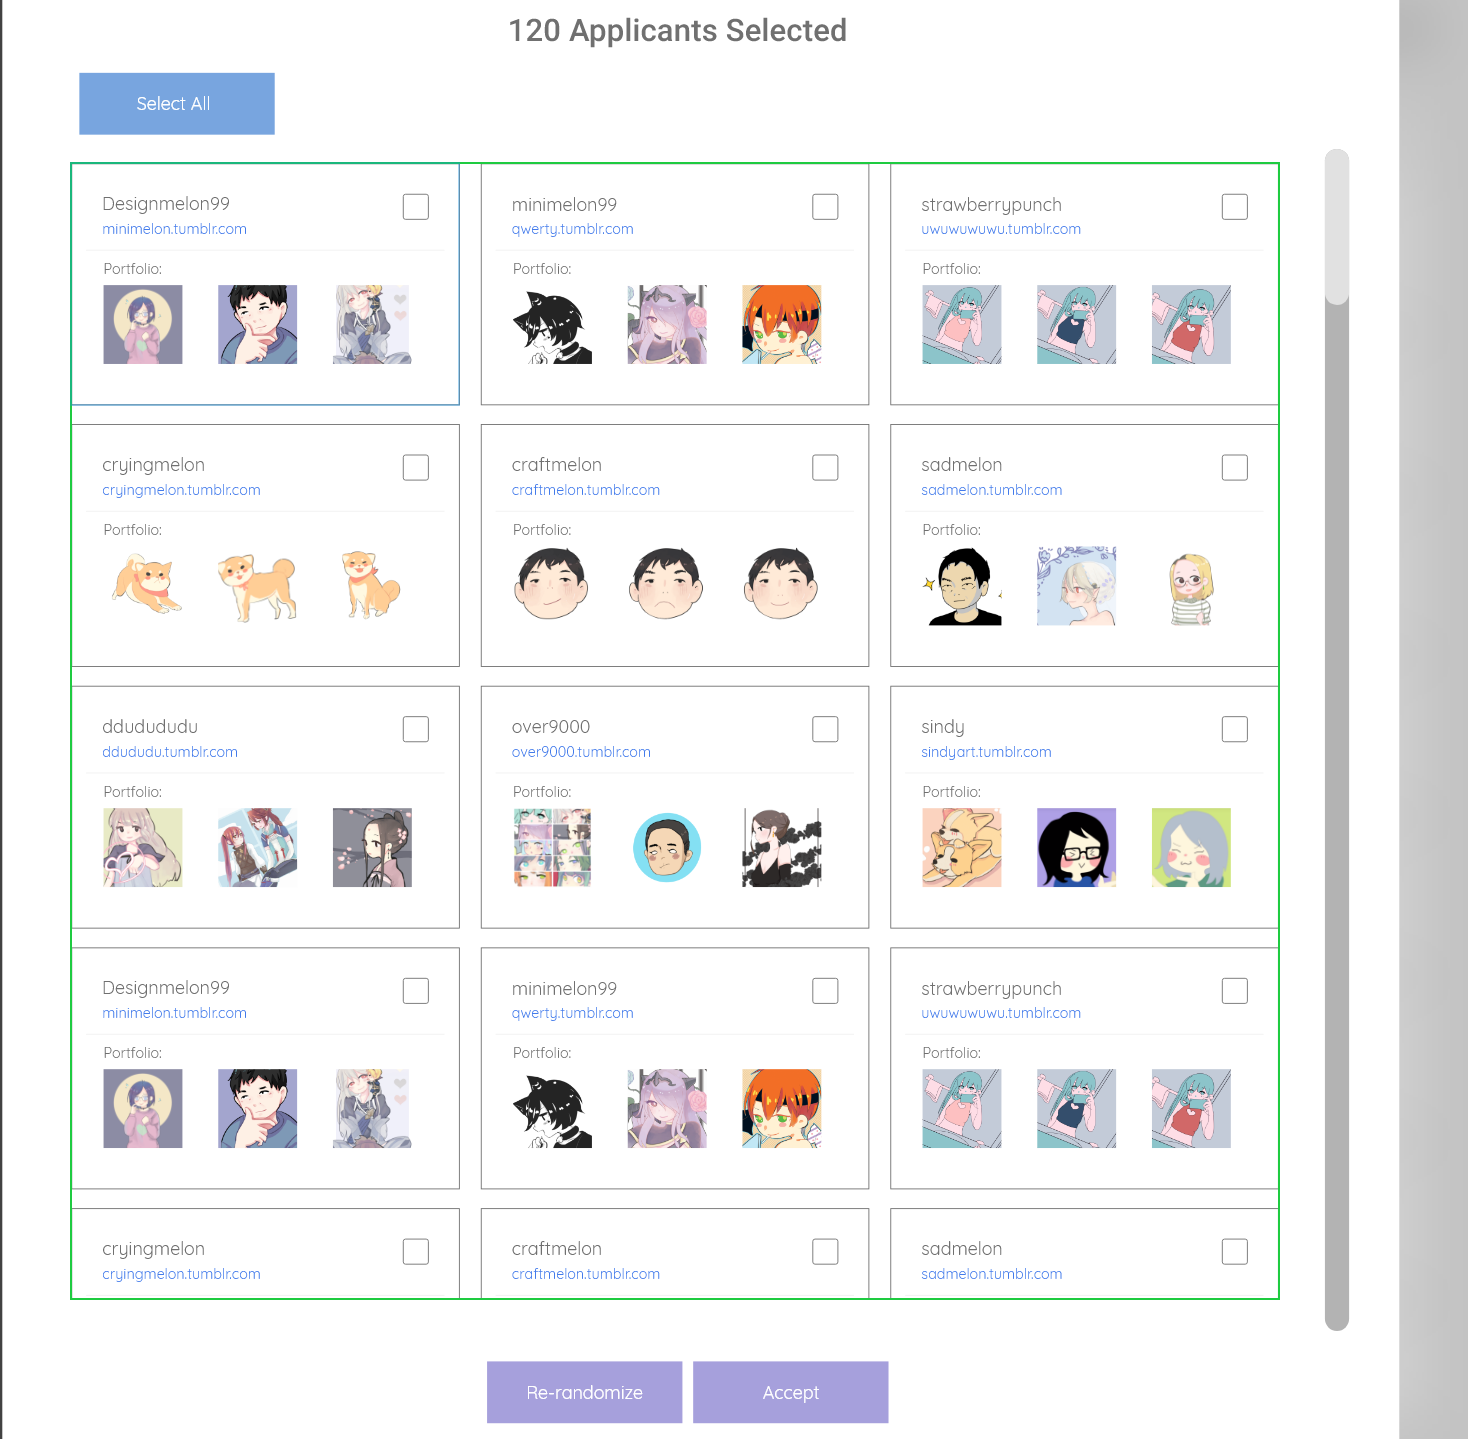 120 Applicants Selected
Select All
Designmelon99
minimelon.tumblr.com
Portfolio:
minimelon99
qwerty.tumblr.com
Portfolio:
strawberrypunch
uwuwuwuwu.tumblr.com
Portfolio:
cryingmelon
cryingmelon.tumblr.com
Portfolio:
craftmelon
craftmelon.tumblr.com
Portfolio:
sadmelon
sadmelon.tumblr.com
Portfolio:
ddudududu
ddududu.tumblr.com
Portfolio:
over9000
over9000.tumblr.com
Portfolio:
sindy
sindyart.tumblr.com
Portfolio:
Designmelon99
minimelon.tumblr.com
Portfolio:
minimelon99
qwerty.tumblr.com
Portfolio:
strawberrypunch
uwuwuwuwu.tumblr.com
Portfolio:
cryingmelon
cryingmelon.tumblr.com
craftmelon
craftmelon.tumblr.com
sadmelon
sadmelon.tumblr.com
Re-randomize
Accept